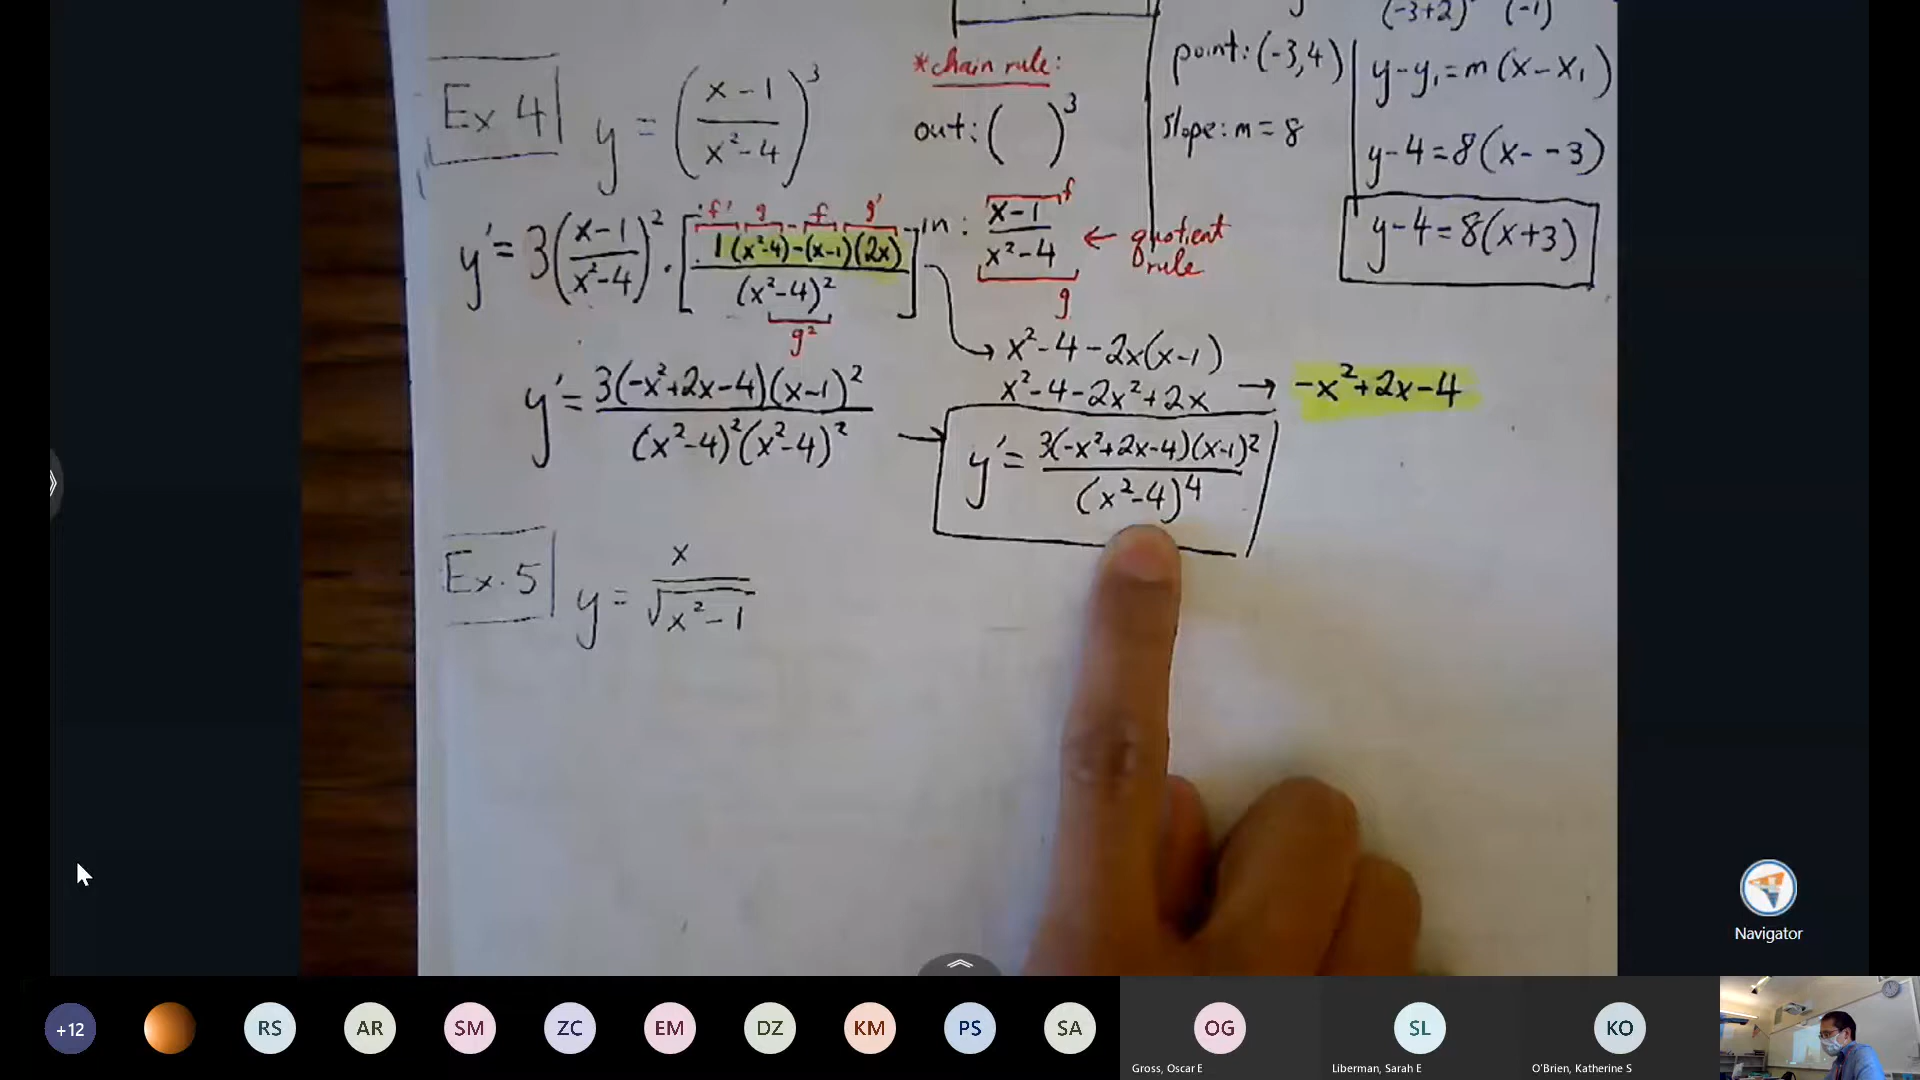 (-3+2)² (-1)
*chain rule:
point: (-3,4)
y-y₁=m(x-x₁)
Ex 4 y = ((x-1)/(x²-4))³
out: ( )³
slope: m = 8
y-4=8(x--3)
f' g - f g'
y' = 3((x-1)/(x²-4))² · [(1(x²-4)-(x-1)(2x))/(x²-4)²]
g²
in: (x-1)/(x²-4) ← quotient rule
f
g
y-4=8(x+3)
→ x²-4-2x(x-1)
x²-4-2x²+2x → -x²+2x-4
y' = (3(-x²+2x-4)(x-1)²)/((x²-4)²(x²-4)²) → y' = (3(-x²+2x-4)(x-1)²)/(x²-4)⁴
Ex. 5 y = x/√(x²-1)
Navigator
+12 RS AR SM ZC EM DZ KM PS SA OG SL KO
Gross, Oscar E
Liberman, Sarah E
O'Brien, Katherine S